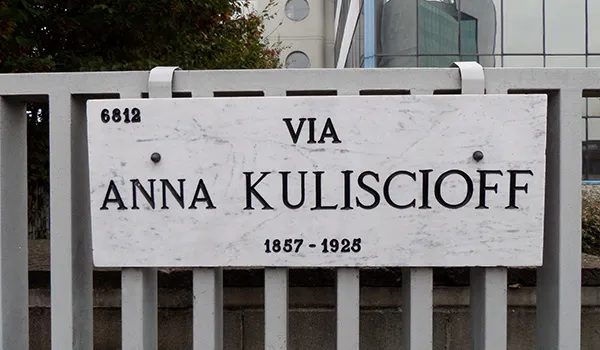 6812
VIA
ANNA KULISCIOFF
1857 - 1925